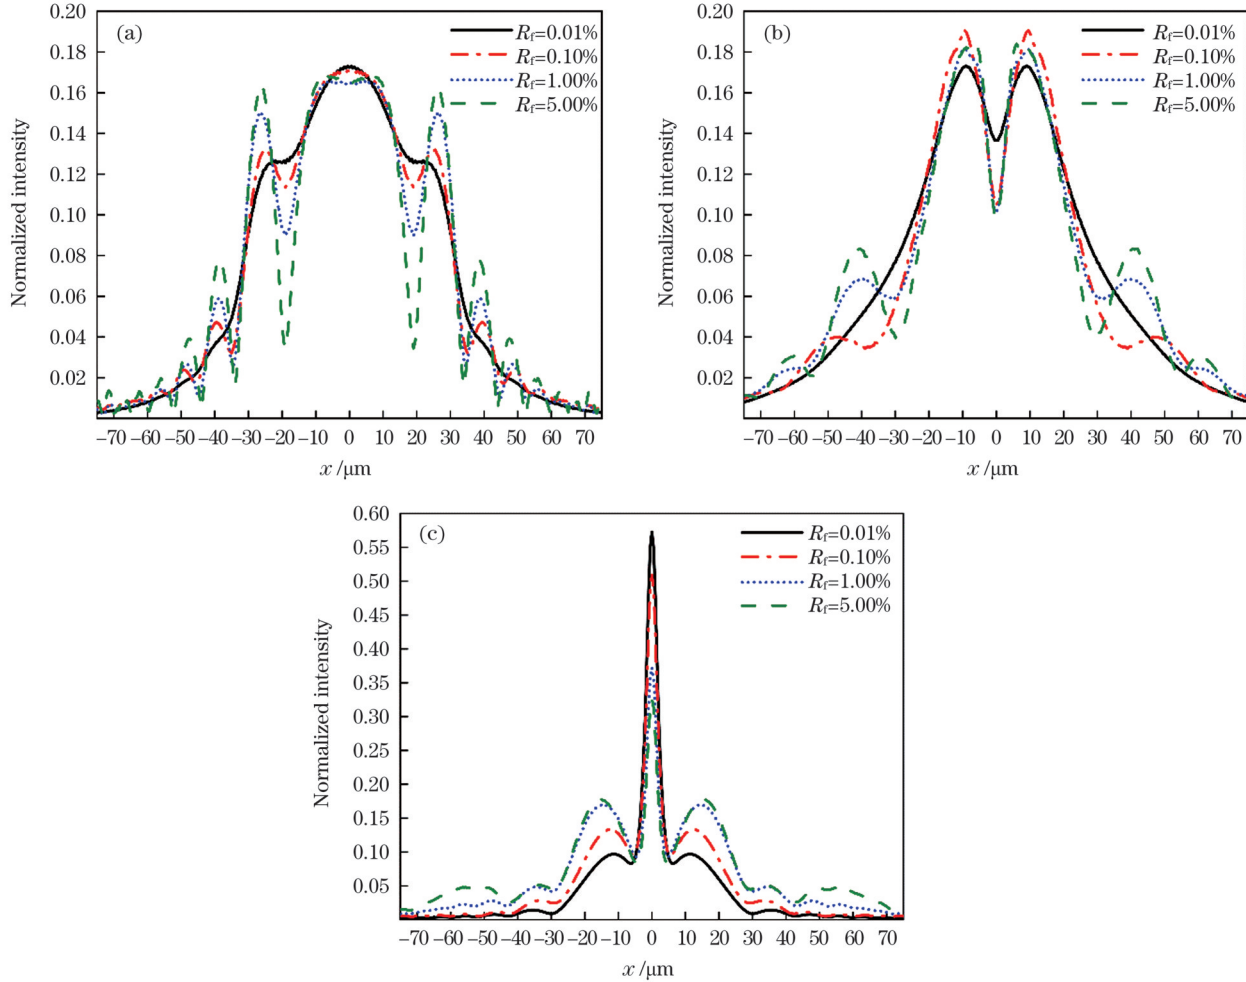 (a)
R_f=0.01%
R_f=0.10%
R_f=1.00%
R_f=5.00%
Normalized intensity
0.20
0.18
0.16
0.14
0.12
0.10
0.08
0.06
0.04
0.02
−70 −60 −50 −40 −30 −20 −10 0 10 20 30 40 50 60 70
x /μm
(b)
R_f=0.01%
R_f=0.10%
R_f=1.00%
R_f=5.00%
Normalized intensity
0.20
0.18
0.16
0.14
0.12
0.10
0.08
0.06
0.04
0.02
−70 −60 −50 −40 −30 −20 −10 0 10 20 30 40 50 60 70
x /μm
(c)
R_f=0.01%
R_f=0.10%
R_f=1.00%
R_f=5.00%
Normalized intensity
0.60
0.55
0.50
0.45
0.40
0.35
0.30
0.25
0.20
0.15
0.10
0.05
−70 −60 −50 −40 −30 −20 −10 0 10 20 30 40 50 60 70
x /μm